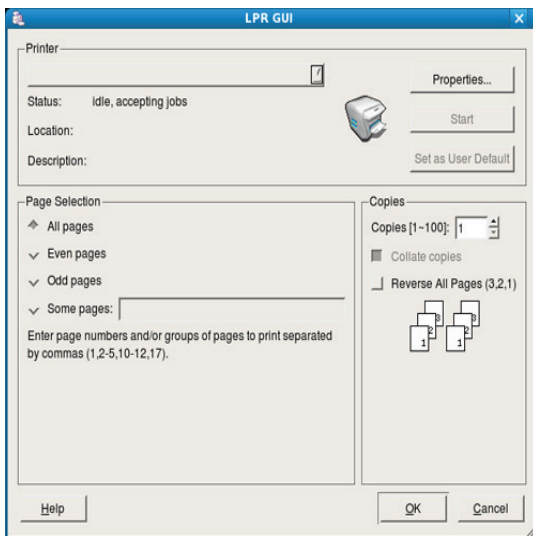 LPR GUI
Printer
Properties...
Status: idle, accepting jobs
Start
Location:
Set as User Default
Description:
Page Selection
All pages
Even pages
Odd pages
Some pages:
Enter page numbers and/or groups of pages to print separated
by commas (1,2-5,10-12,17).
Copies
Copies [1~100]: 1
Collate copies
Reverse All Pages (3,2,1)
3 3
2 2
1 1
Help
OK
Cancel